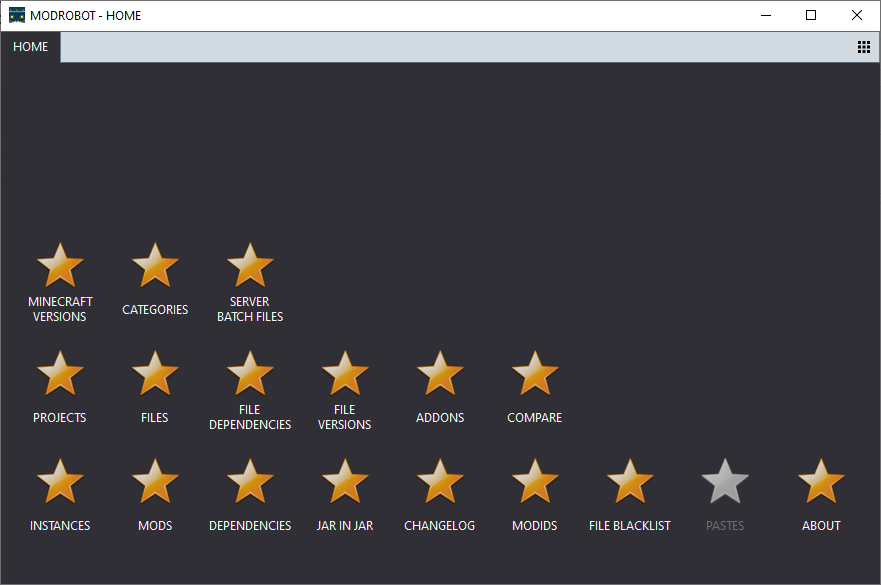 MODROBOT - HOME
HOME
MINECRAFT
VERSIONS
CATEGORIES
SERVER
BATCH FILES
PROJECTS
FILES
FILE
DEPENDENCIES
FILE
VERSIONS
ADDONS
COMPARE
INSTANCES
MODS
DEPENDENCIES
JAR IN JAR
CHANGELOG
MODIDS
FILE BLACKLIST
PASTES
ABOUT